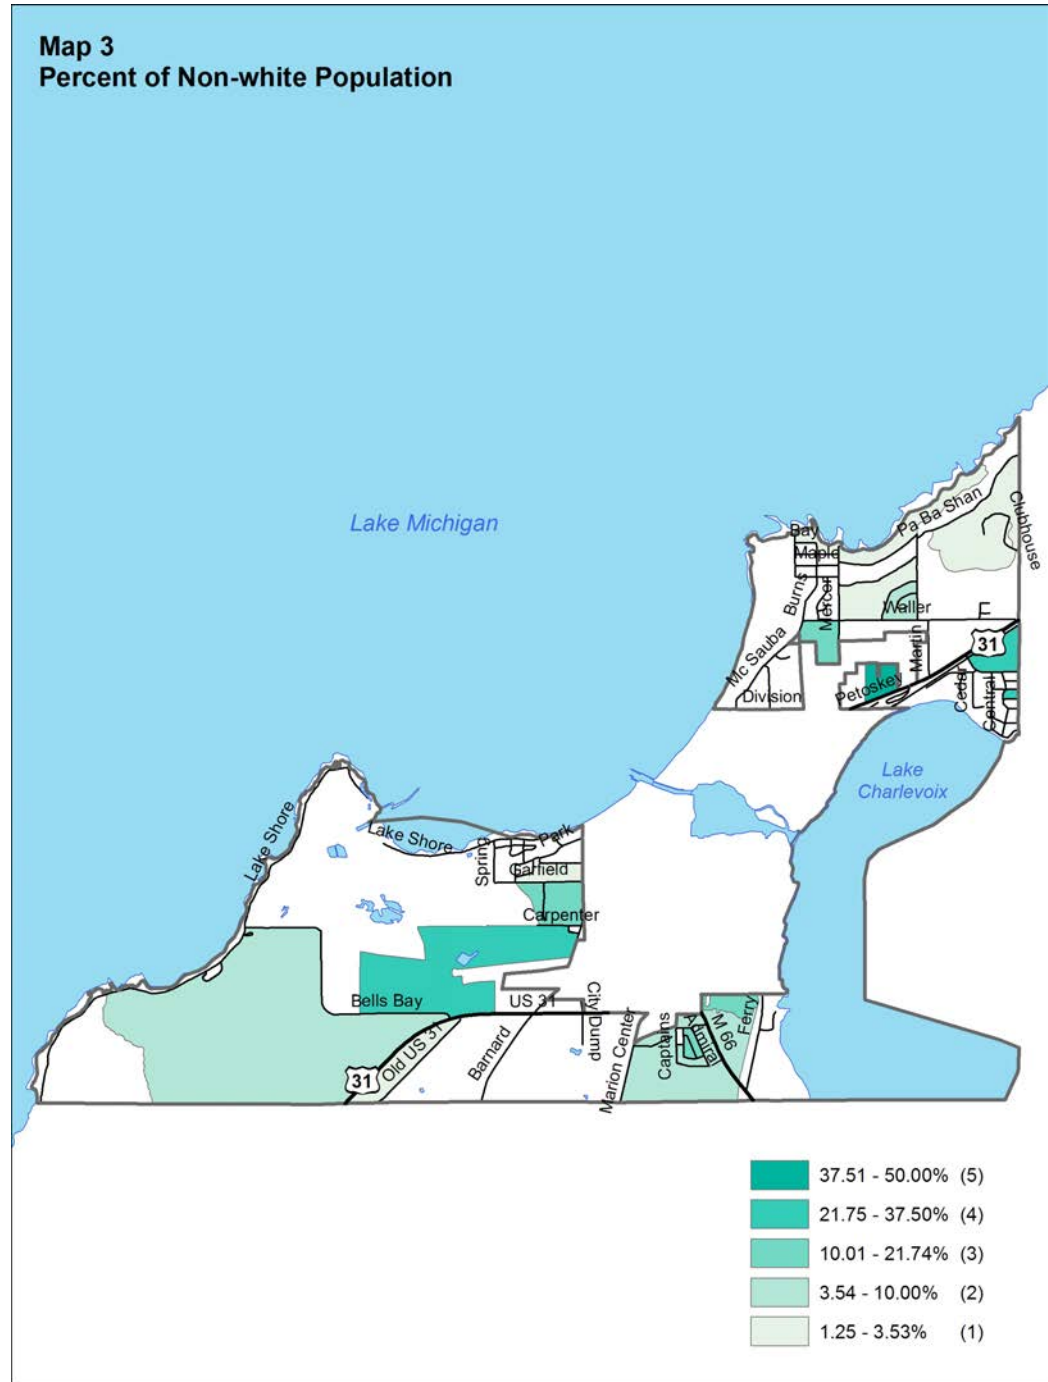 Map 3
Percent of Non-white Population
Lake Michigan
Bay
Maple
Pa Ba Shan
Clubhouse
Burns
Mercer
Waller
Mc Sauba
Martin
31
Division
Petoskey
Cedar
Central
Lake
Charlevoix
Lake Shore
Lake Shore
Spring
Park
Garfield
Carpenter
Bells Bay
US 31
City Dump
Old US 31
31
Barnard
Marion Center
Captains
Admiral
M 66
Ferry
37.51 - 50.00% (5)
21.75 - 37.50% (4)
10.01 - 21.74% (3)
3.54 - 10.00% (2)
1.25 - 3.53% (1)